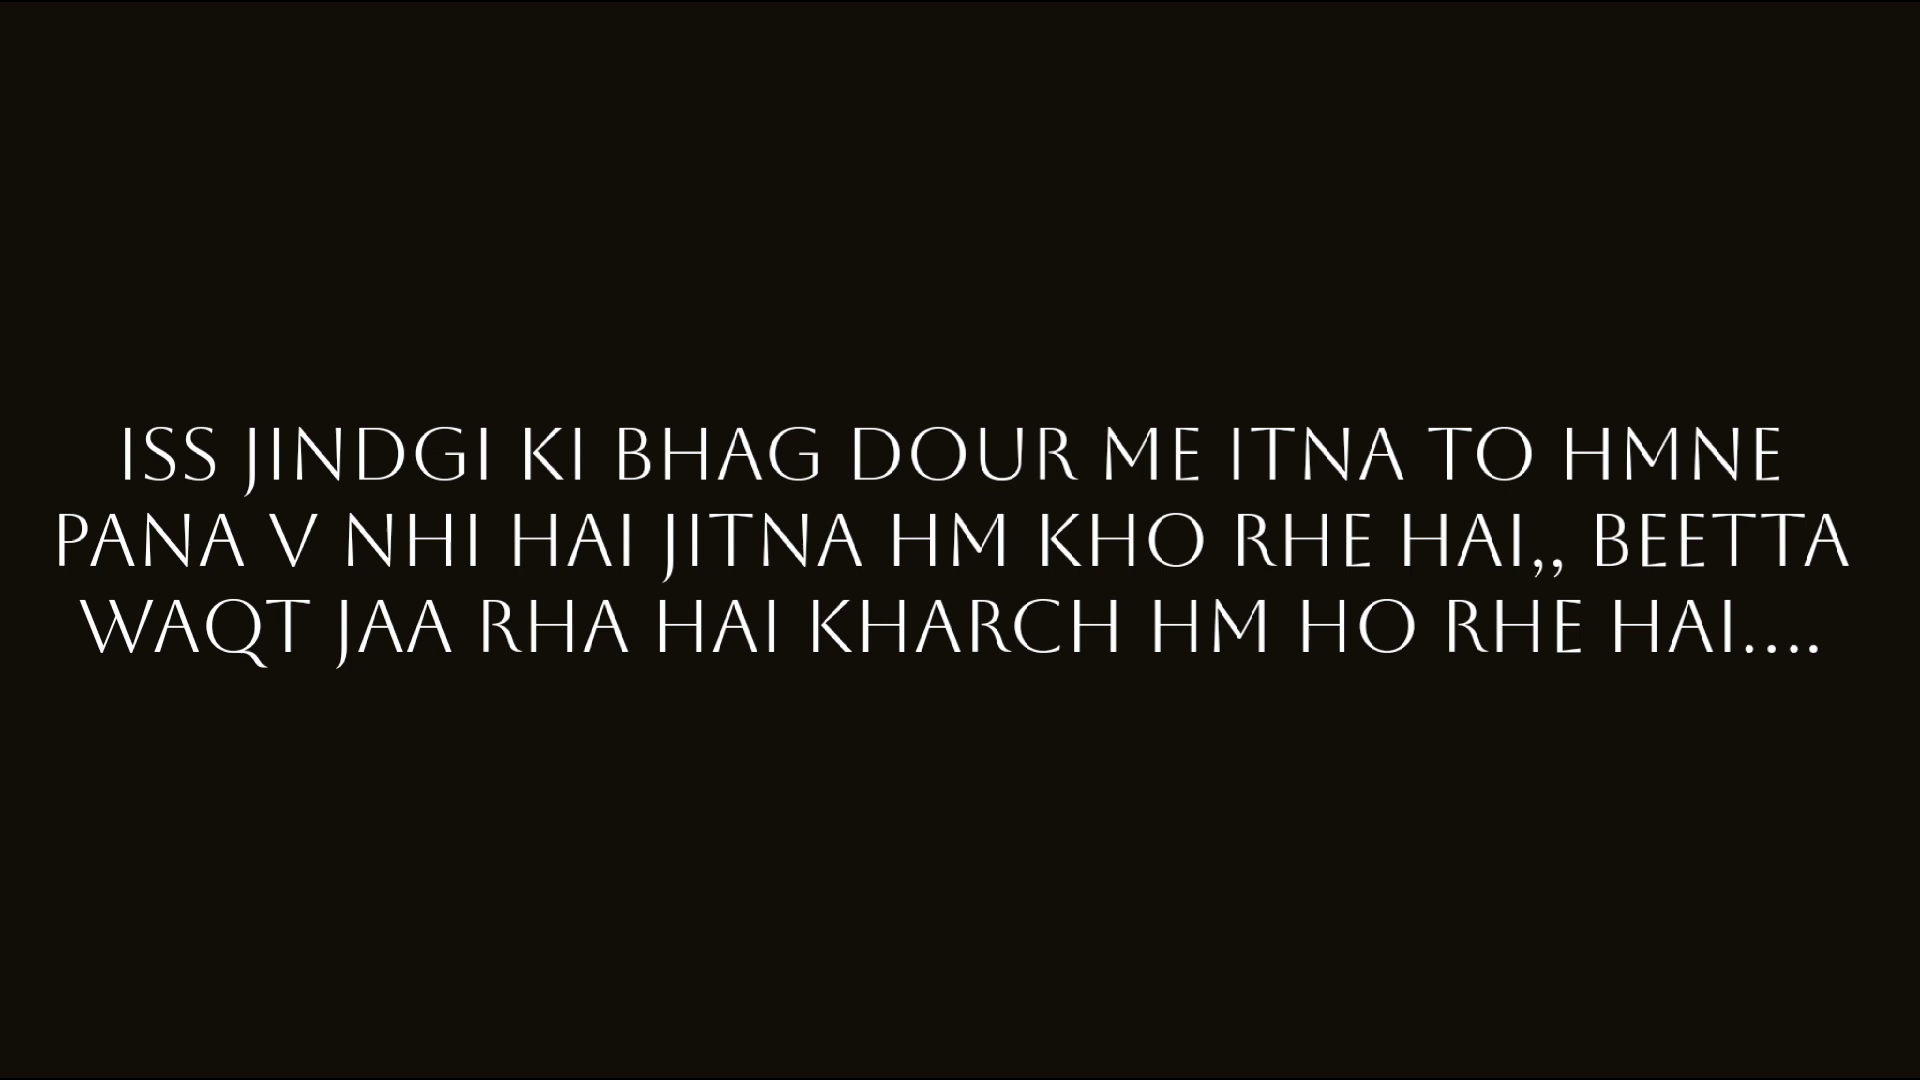 ISS JINDGI KI BHAG DOUR ME ITNA TO HMNE
PANA V NHI HAI JITNA HM KHO RHE HAI,, BEETTA
WAQT JAA RHA HAI KHARCH HM HO RHE HAI....